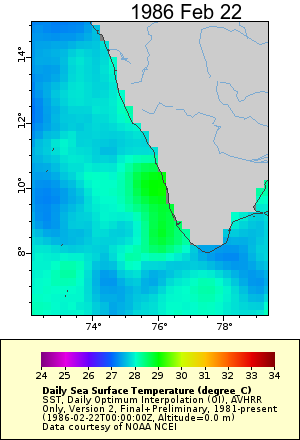 1986 Feb 22
14°
12°
10°
8°
74° 76° 78°
24 25 26 27 28 29 30 31 32 33 34
Daily Sea Surface Temperature (degree_C)
SST, Daily Optimum Interpolation (OI), AVHRR
Only, Version 2, Final+Preliminary, 1981-present
(1986-02-22T00:00:00Z, Altitude=0.0 m)
Data courtesy of NOAA NCEI